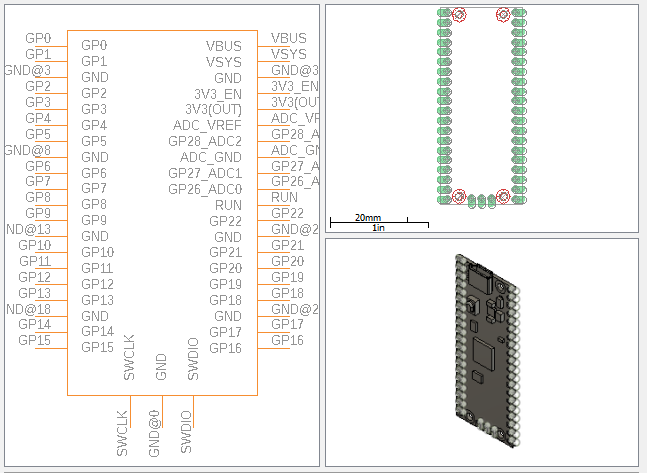 GP0 GP0 VBUS VBUS
GP1 GP1 VSYS VSYS
GND@3 GND GND GND@3
GP2 GP2 3V3_EN 3V3_EN
GP3 GP3 3V3(OUT) 3V3(OUT)
GP4 GP4 ADC_VREF ADC_VR
GP5 GP5 GP28_ADC2 GP28_A
GND@8 GND ADC_GND ADC_GN
GP6 GP6 GP27_ADC1 GP27_A
GP7 GP7 GP26_ADC0 GP26_A
GP8 GP8 RUN RUN
GP9 GP9 GP22 GP22
ND@13 GND GND GND@2
GP10 GP10 GP21 GP21
GP11 GP11 GP20 GP20
GP12 GP12 GP19 GP19
GP13 GP13 GP18 GP18
ND@18 GND GND GND@2
GP14 GP14 GP17 GP17
GP15 GP15 GP16 GP16
SWCLK GND SWDIO
SWCLK GND@0 SWDIO
20mm
1in